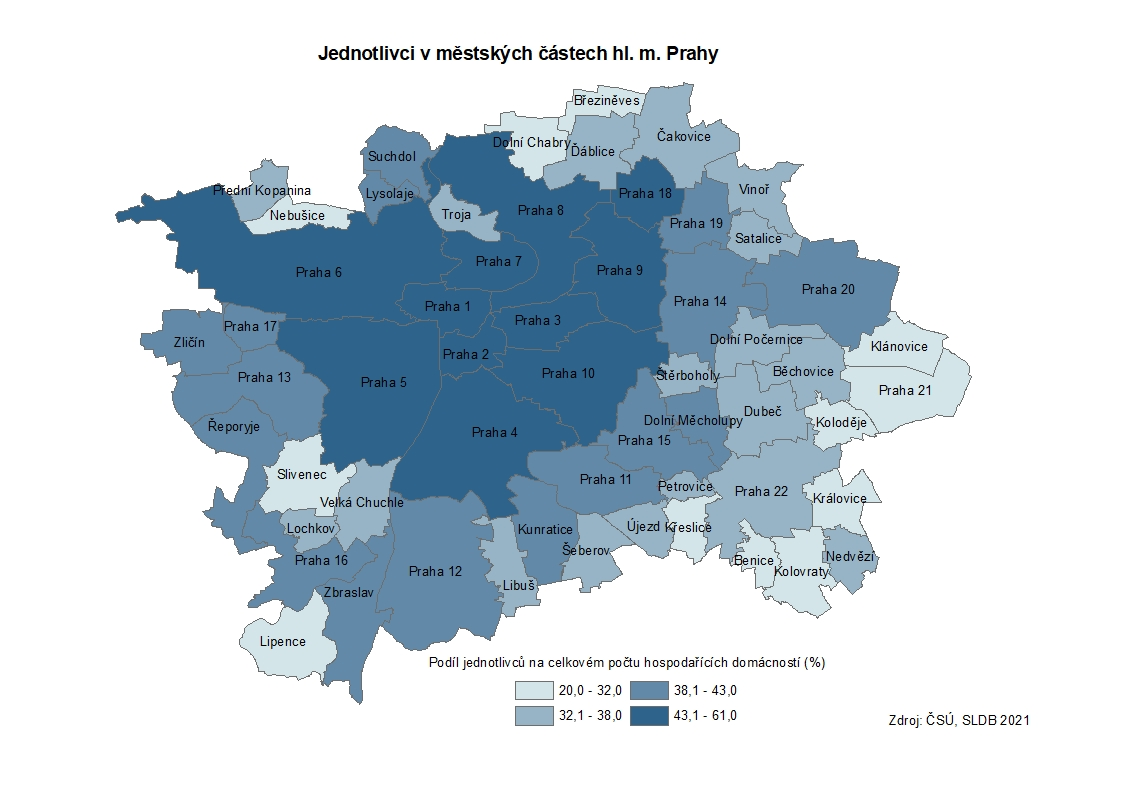 Jednotlivci v městských částech hl. m. Prahy
Březiněves
Čakovice
Dolní Chabry
Ďáblice
Suchdol
Přední Kopanina
Lysolaje
Praha 18
Vinoř
Nebušice
Troja
Praha 8
Praha 19
Satalice
Praha 7
Praha 6
Praha 9
Praha 20
Praha 14
Praha 1
Praha 3
Praha 17
Zličín
Dolní Počernice
Klánovice
Praha 2
Praha 13
Praha 5
Praha 10
Štěrboholy
Běchovice
Praha 21
Dubeč
Řeporyje
Praha 4
Dolní Měcholupy
Koloděje
Praha 15
Slivenec
Praha 11
Petrovice
Praha 22
Královice
Velká Chuchle
Lochkov
Kunratice
Újezd
Křeslice
Šeberov
Praha 16
Benice
Nedvězí
Praha 12
Kolovraty
Libuš
Zbraslav
Lipence
Podíl jednotlivců na celkovém počtu hospodařících domácností (%)
20,0 - 32,0
38,1 - 43,0
32,1 - 38,0
43,1 - 61,0
Zdroj: ČSÚ, SLDB 2021